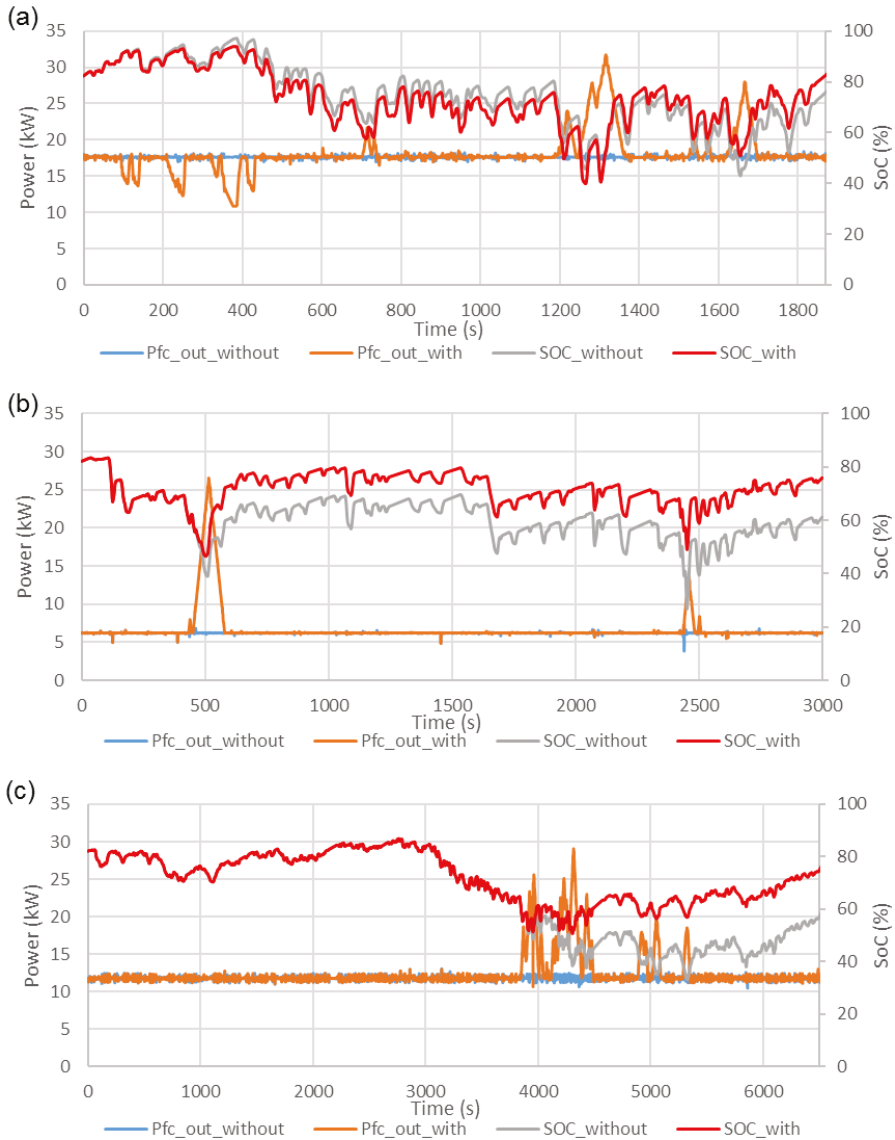 (a)
35 30 25 20 15 10 5 0
Power (kW)
100 80 60 40 20 0
SoC (%)
0 200 400 600 800 1000 1200 1400 1600 1800
Time (s)
Pfc_out_without Pfc_out_with SOC_without SOC_with
(b)
35 30 25 20 15 10 5 0
Power (kW)
100 80 60 40 20 0
SoC (%)
0 500 1000 1500 2000 2500 3000
Time (s)
Pfc_out_without Pfc_out_with SOC_without SOC_with
(c)
35 30 25 20 15 10 5 0
Power (kW)
100 80 60 40 20 0
SoC (%)
0 1000 2000 3000 4000 5000 6000
Time (s)
Pfc_out_without Pfc_out_with SOC_without SOC_with